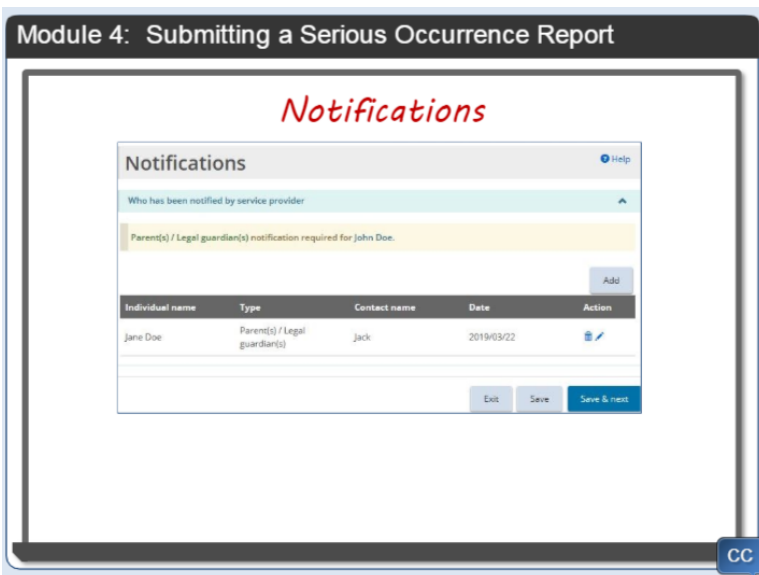 Module 4: Submitting a Serious Occurrence Report
Notifications
Notifications
Help
Who has been notified by service provider
Parent(s) / Legal guardian(s) notification required for John Doe.
Add
Individual name Type Contact name Date Action
Jane Doe Parent(s) / Legal guardian(s) Jack 2019/03/22
Exit Save Save & next
CC